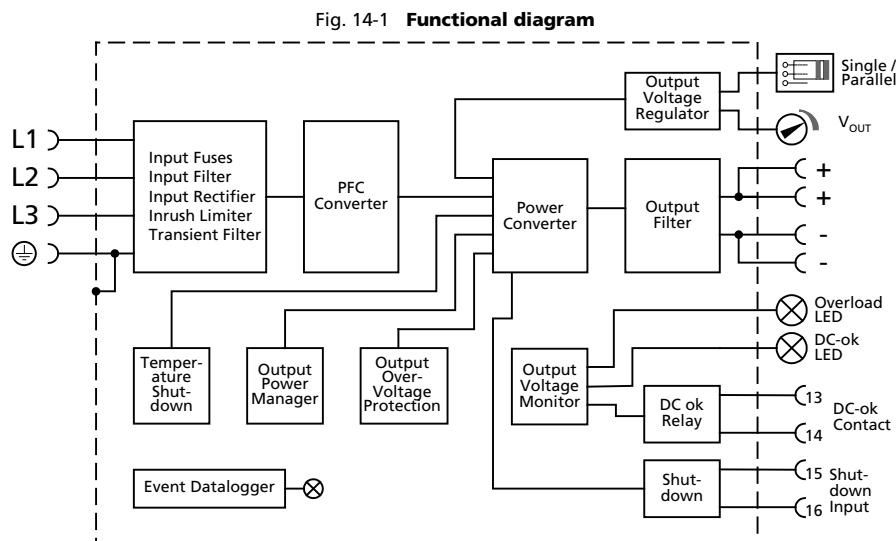 Fig. 14-1 Functional diagram
L1
L2
L3
Input Fuses
Input Filter
Input Rectifier
Inrush Limiter
Transient Filter
PFC
Converter
Power
Converter
Output
Voltage
Regulator
Single /
Parallel
VOUT
Output
Filter
+
+
-
-
Temper-
ature
Shut-
down
Output
Power
Manager
Output
Over-
Voltage
Protection
Output
Voltage
Monitor
Overload
LED
DC-ok
LED
DC ok
Relay
13
14
DC-ok
Contact
Event Datalogger
Shut-
down
15
16
Shut-
down
Input